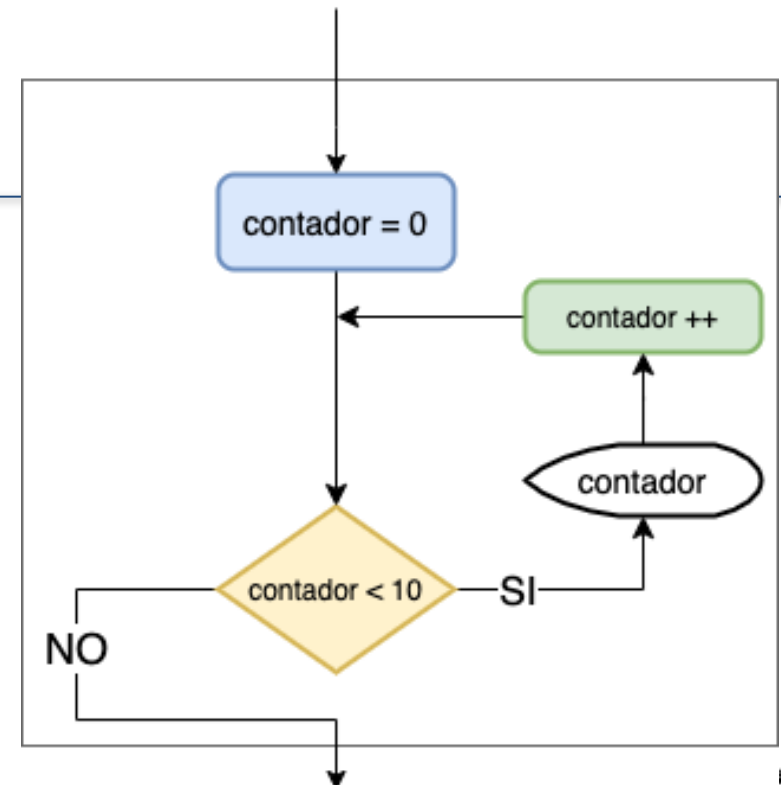 contador = 0
contador ++
contador
contador < 10
SI
NO